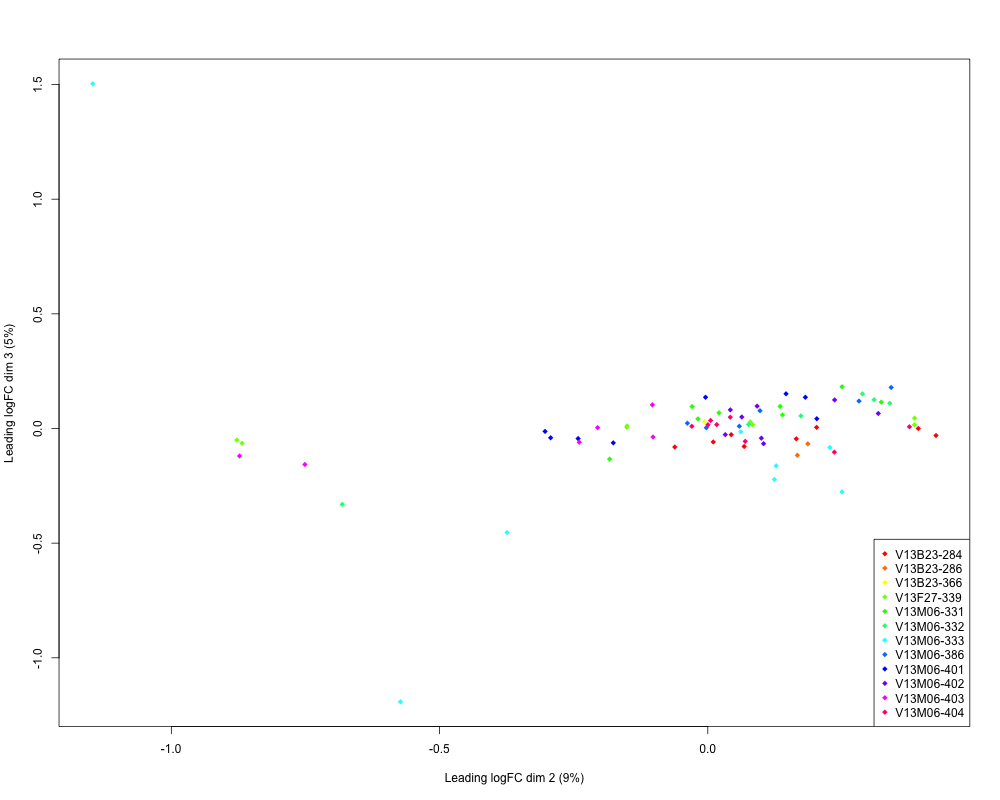 1.5
1.0
0.5
0.0
-0.5
-1.0
Leading logFC dim 3 (5%)
V13B23-284
V13B23-286
V13B23-366
V13F27-339
V13M06-331
V13M06-332
V13M06-333
V13M06-386
V13M06-401
V13M06-402
V13M06-403
V13M06-404
-1.0 -0.5 0.0
Leading logFC dim 2 (9%)